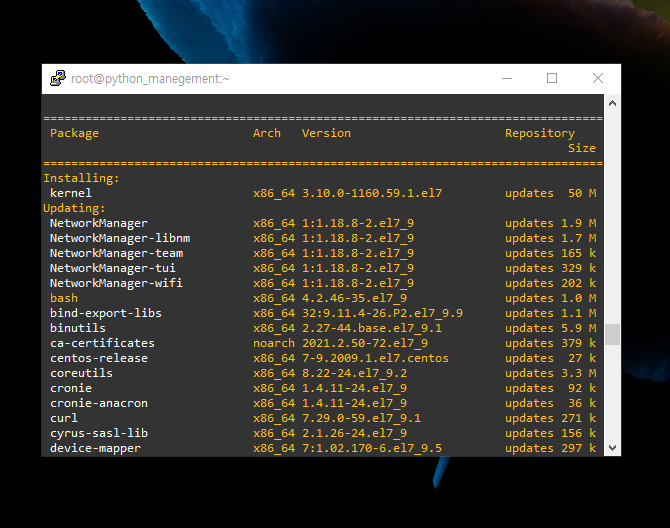 root@python_manegement:~
================================================================================
Package Arch Version Repository
Size
================================================================================
Installing:
kernel x86_64 3.10.0-1160.59.1.el7 updates 50 M
Updating:
NetworkManager x86_64 1:1.18.8-2.el7_9 updates 1.9 M
NetworkManager-libnm x86_64 1:1.18.8-2.el7_9 updates 1.7 M
NetworkManager-team x86_64 1:1.18.8-2.el7_9 updates 165 k
NetworkManager-tui x86_64 1:1.18.8-2.el7_9 updates 329 k
NetworkManager-wifi x86_64 1:1.18.8-2.el7_9 updates 202 k
bash x86_64 4.2.46-35.el7_9 updates 1.0 M
bind-export-libs x86_64 32:9.11.4-26.P2.el7_9.9 updates 1.1 M
binutils x86_64 2.27-44.base.el7_9.1 updates 5.9 M
ca-certificates noarch 2021.2.50-72.el7_9 updates 379 k
centos-release x86_64 7-9.2009.1.el7.centos updates 27 k
coreutils x86_64 8.22-24.el7_9.2 updates 3.3 M
cronie x86_64 1.4.11-24.el7_9 updates 92 k
cronie-anacron x86_64 1.4.11-24.el7_9 updates 36 k
curl x86_64 7.29.0-59.el7_9.1 updates 271 k
cyrus-sasl-lib x86_64 2.1.26-24.el7_9 updates 156 k
device-mapper x86_64 7:1.02.170-6.el7_9.5 updates 297 k